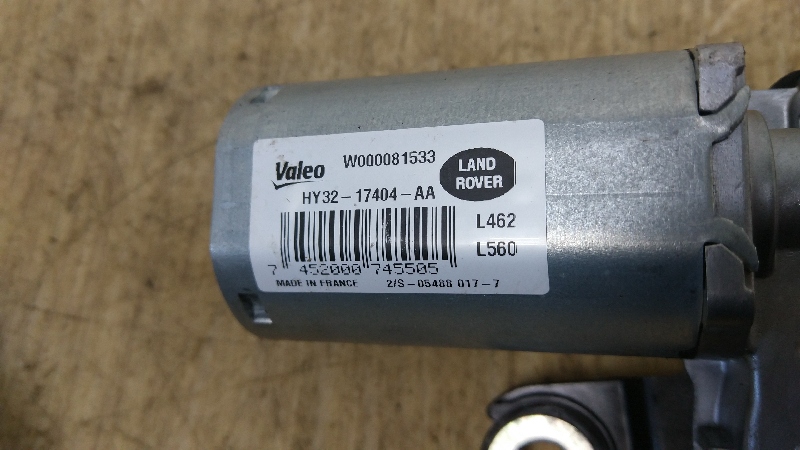 Valeo W000081533
LAND
ROVER
HY32-17404-AA
L462
L560
7 452000 745505
MADE IN FRANCE 2/S-05488 017-7